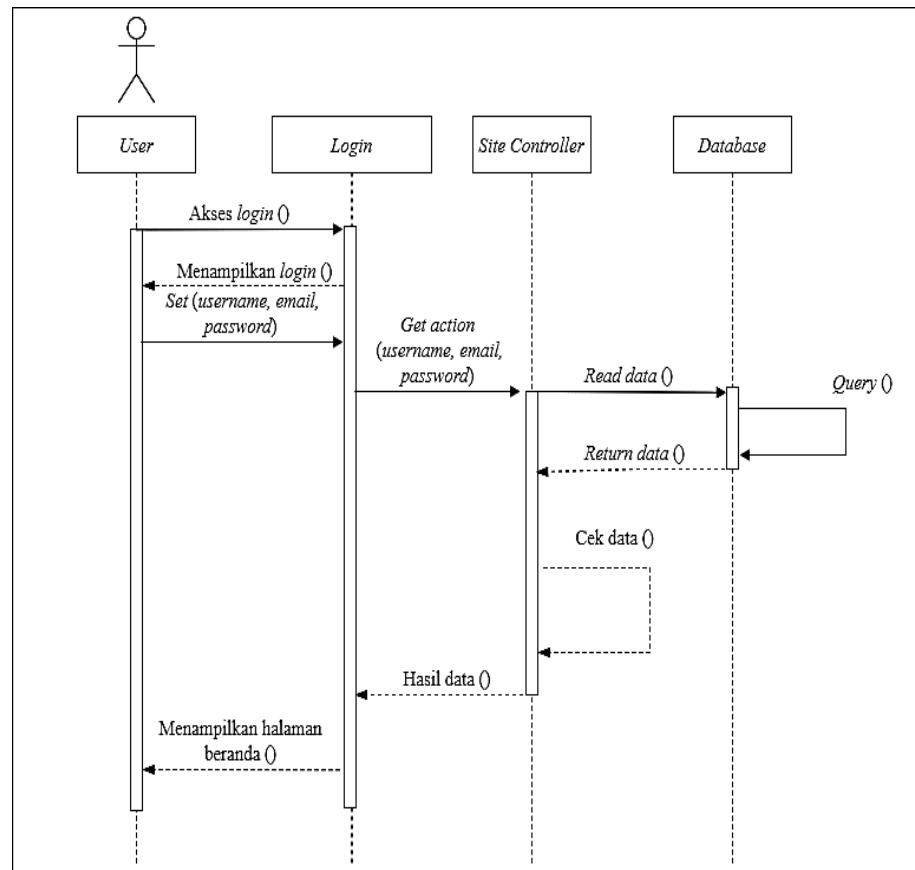 User
Login
Site Controller
Database
Akses login ()
Menampilkan login ()
Set (username, email,
password)
Get action
(username, email,
password)
Read data ()
Query ()
Return data ()
Cek data ()
Hasil data ()
Menampilkan halaman
beranda ()